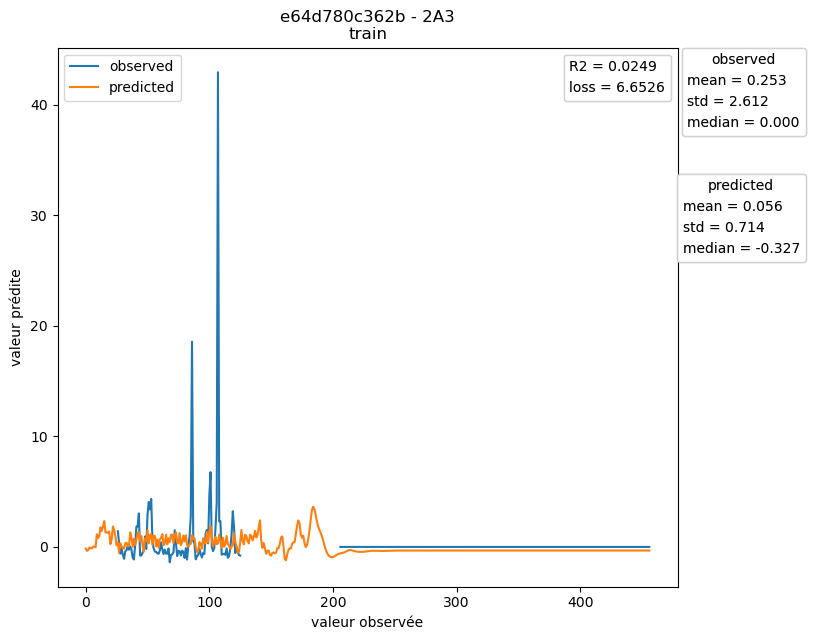 e64d780c362b - 2A3
train
observed
predicted
R2 = 0.0249
loss = 6.6526
observed
mean = 0.253
std = 2.612
median = 0.000
predicted
mean = 0.056
std = 0.714
median = -0.327
valeur prédite
40
30
20
10
0
0
100
200
300
400
valeur observée